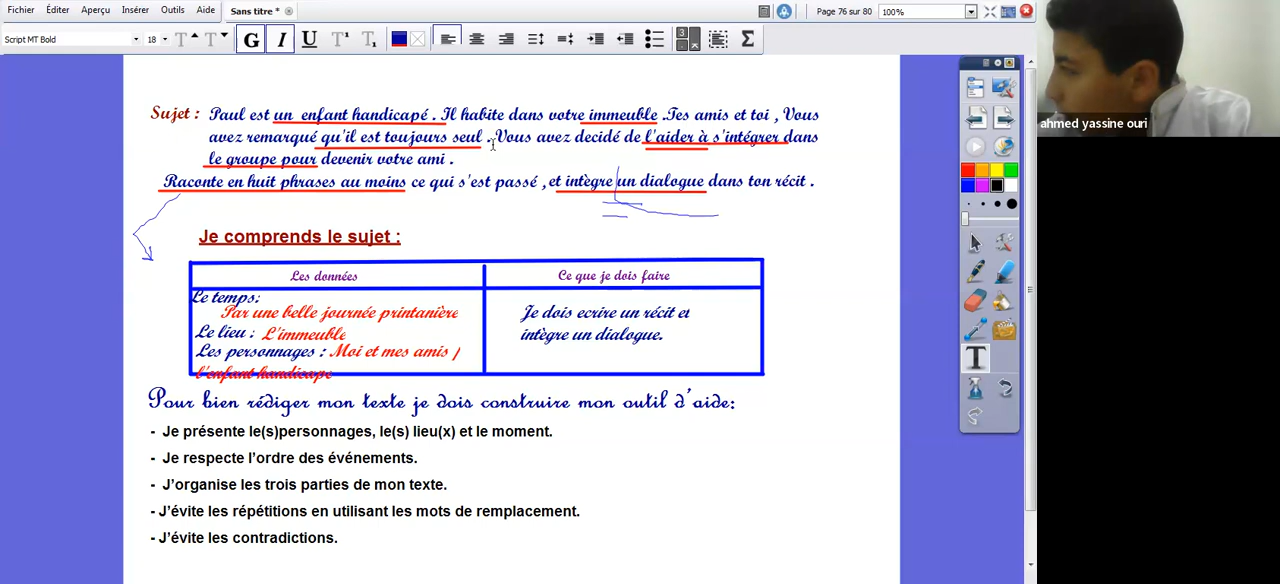 Fichier Éditer Aperçu Insérer Outils Aide Sans titre * Page 76 sur 80 100%
Script MT Bold 18 T T G I U T¹ T₁ 3 Σ
ahmed yassine ouri
Sujet : Paul est un enfant handicapé . Il habite dans votre immeuble .Tes amis et toi , Vous
avez remarqué qu'il est toujours seul . Vous avez decidé de l'aider à s'intégrer dans
le groupe pour devenir votre ami .
Raconte en huit phrases au moins ce qui s'est passé , et intègre un dialogue dans ton récit .
Je comprends le sujet :
Les données
Ce que je dois faire
Le temps:
Par une belle journée printanière
Le lieu : L'immeuble
Les personnages : Moi et mes amis /
l'enfant handicape
Je dois ecrire un récit et
intègre un dialogue.
Pour bien rédiger mon texte je dois construire mon outil d'aide:
- Je présente le(s)personnages, le(s) lieu(x) et le moment.
- Je respecte l'ordre des événements.
- J'organise les trois parties de mon texte.
- J'évite les répétitions en utilisant les mots de remplacement.
- J'évite les contradictions.
T